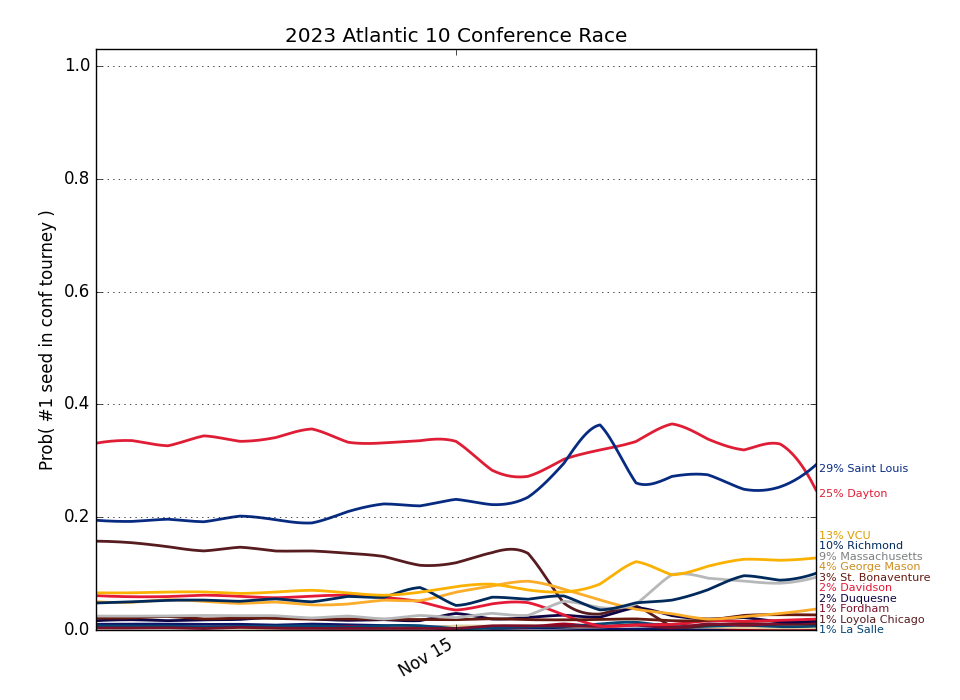 2023 Atlantic 10 Conference Race
Prob( #1 seed in conf tourney )
1.0
0.8
0.6
0.4
0.2
0.0
Nov 15
29% Saint Louis
25% Dayton
13% VCU
10% Richmond
9% Massachusetts
4% George Mason
3% St. Bonaventure
2% Davidson
2% Duquesne
1% Fordham
1% Loyola Chicago
1% La Salle